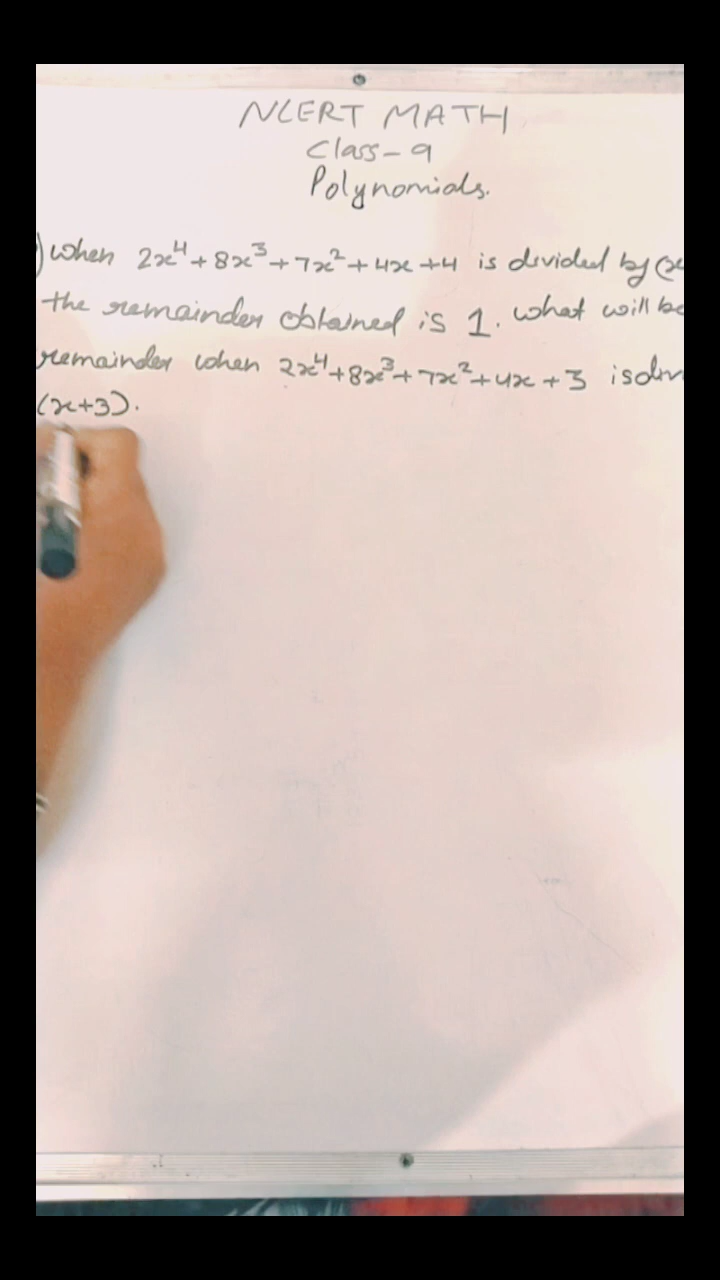 NCERT MATH
Class-9
Polynomials.
) when 2x⁴+8x³+7x²+4x+4 is divided by (x
the remainder obtained is 1. what will be
remainder when 2x⁴+8x³+7x²+4x+3 is div
(x+3).